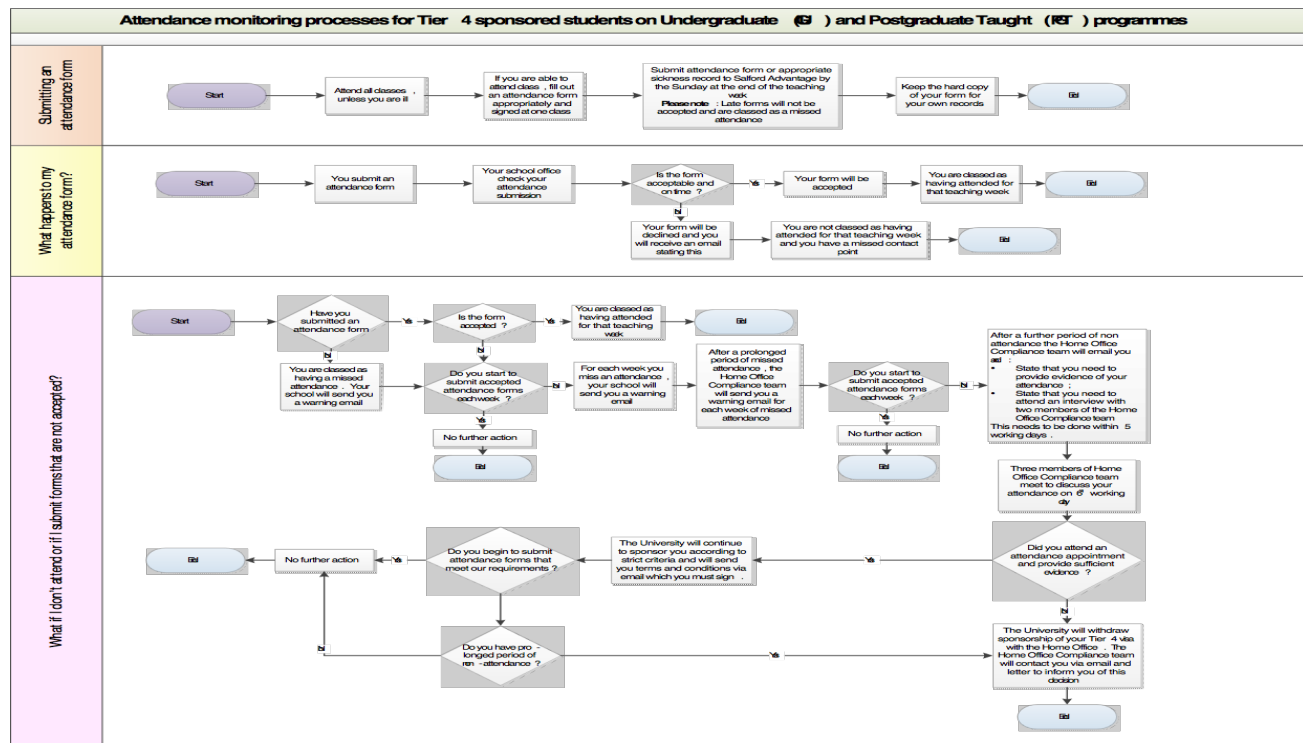 Attendance monitoring processes for Tier 4 sponsored students on Undergraduate ( ) and Postgraduate Taught ( ) programmes
Submitting an
attendance form
Start
Attend all classes ,
unless you are ill
If you are able to
attend class , fill out
an attendance form
appropriately and
signed at one class
Submit attendance form or appropriate
sickness record to Salford Advantage by
the Sunday at the end of the teaching
week
Please note : Late forms will not be
accepted and are classed as a missed
attendance
Keep the hard copy
of your form for
your own records
End
What happens to my
attendance form?
Start
You submit an
attendance form
Your school office
check your
attendance
submission
Is the form
acceptable and
on time ?
Yes
Your form will be
accepted
You are classed as
having attended for
that teaching week
End
No
Your form will be
declined and you
will receive an email
stating this
You are not classed as having
attended for that teaching week
and you have a missed contact
point
End
What if I don't attend or if I submit forms that are not accepted?
Start
Have you
submitted an
attendance form
Yes
Is the form
accepted ?
Yes
You are classed as
having attended
for that teaching
week
End
No
You are classed as
having a missed
attendance . Your
school will send you
a warning email
No
Do you start to
submit accepted
attendance forms
each week ?
No
For each week you
miss an attendance ,
your school will
send you a warning
email
After a prolonged
period of missed
attendance , the
Home Office
Compliance team
will send you a
warning email for
each week of missed
attendance
Do you start to
submit accepted
attendance forms
each week ?
No
After a further period of non
attendance the Home Office
Compliance team will email you
and :
• State that you need to
provide evidence of your
attendance ;
• State that you need to
attend an interview with
two members of the Home
Office Compliance team
This needs to be done within 5
working days .
Yes
No further action
End
Yes
No further action
End
Three members of Home
Office Compliance team
meet to discuss your
attendance on 6th working
day
Did you attend an
attendance appointment
and provide sufficient
evidence ?
Yes
The University will continue
to sponsor you according to
strict criteria and will send
you terms and conditions via
email which you must sign .
Do you begin to submit
attendance forms that
meet our requirements ?
Yes
No further action
End
No
Do you have pro -
longed period of
non -attendance ?
No
Yes
The University will withdraw
sponsorship of your Tier 4 visa
with the Home Office . The
Home Office Compliance team
will contact you via email and
letter to inform you of this
decision
End